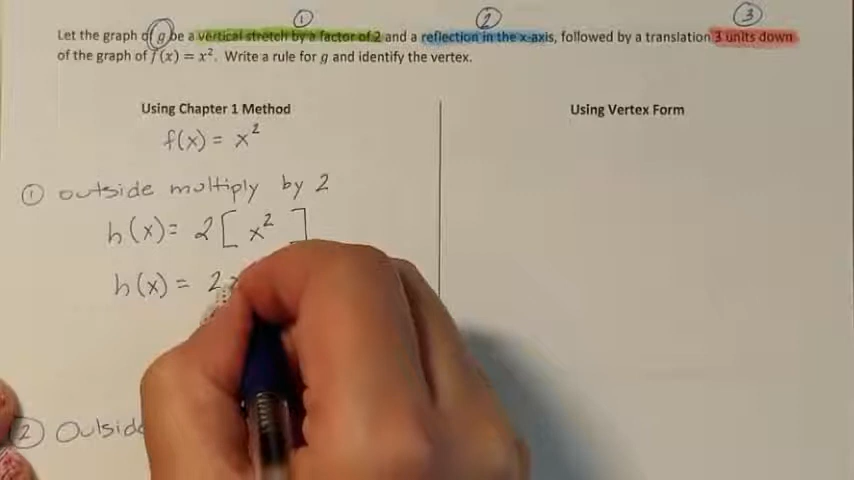 ① ② ③
Let the graph of g be a vertical stretch by a factor of 2 and a reflection in the x-axis, followed by a translation 3 units down
of the graph of f(x) = x². Write a rule for g and identify the vertex.
Using Chapter 1 Method
Using Vertex Form
f(x) = x²
① outside multiply by 2
h(x) = 2[ x² ]
h(x) = 2
② Outside